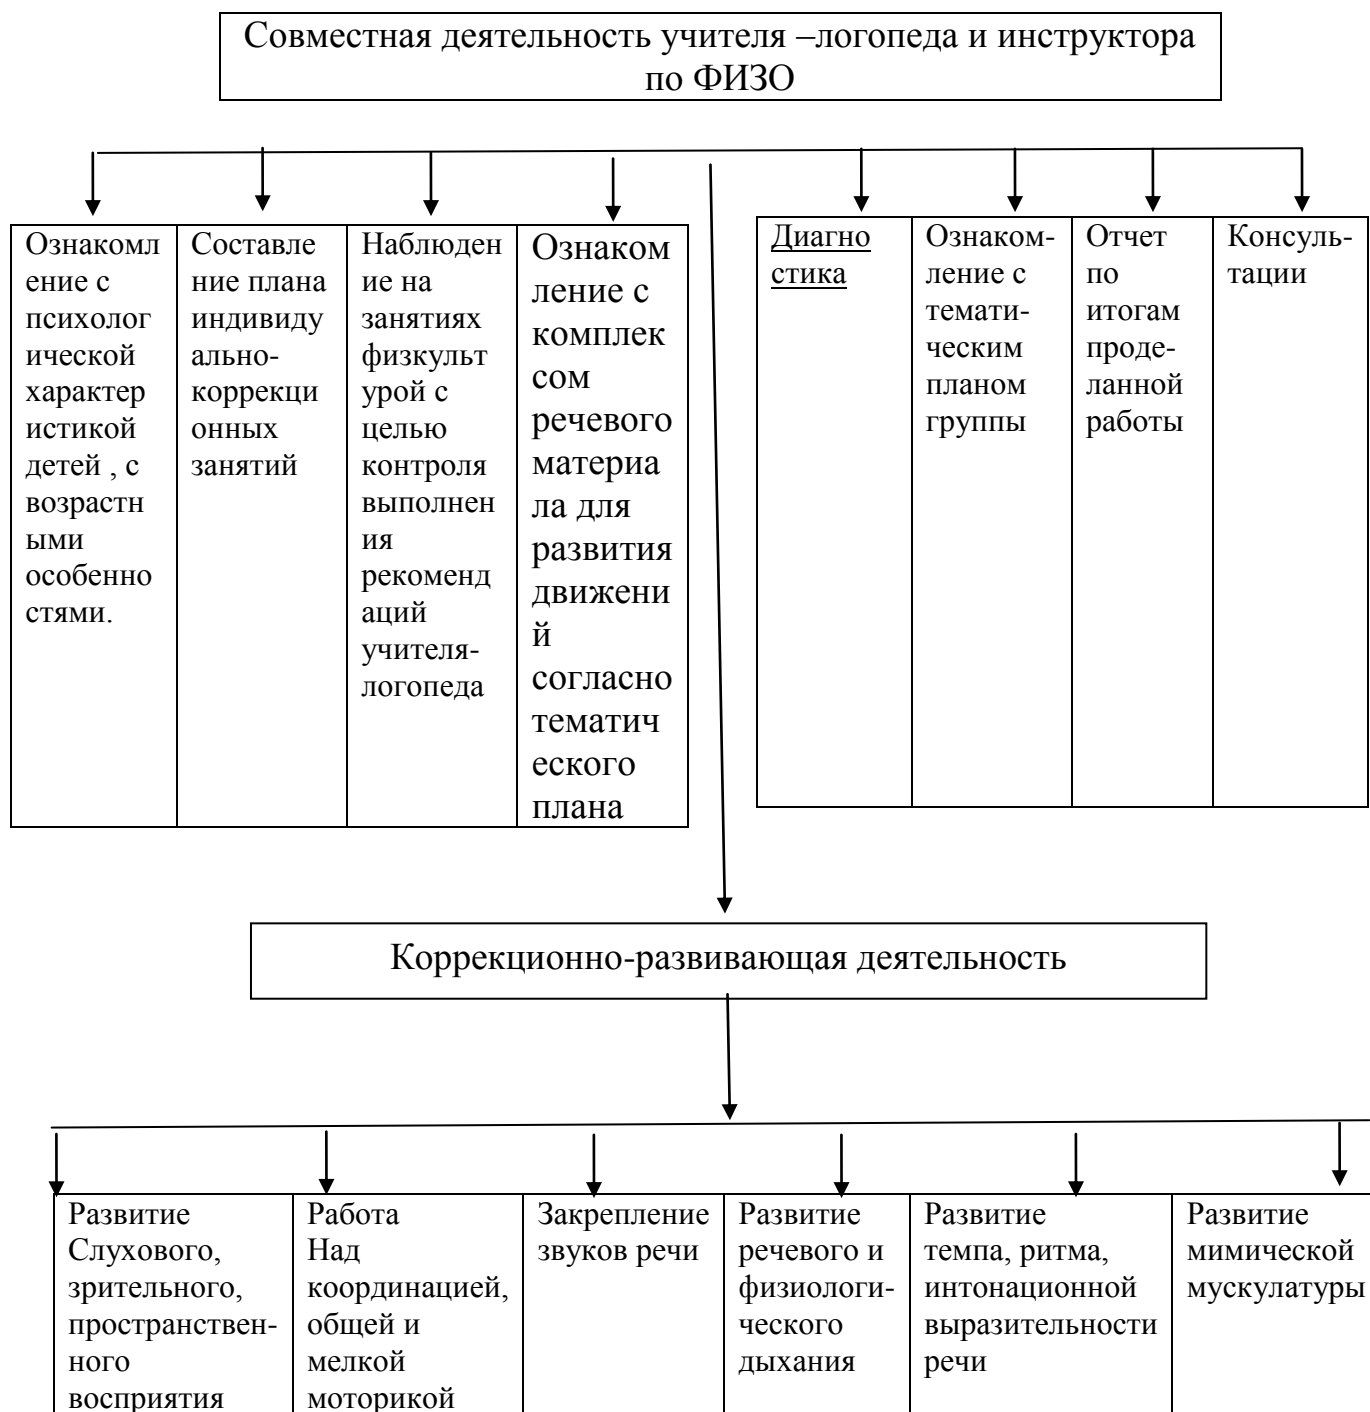 Совместная деятельность учителя –логопеда и инструктора
по ФИЗО
Ознакомл
ение с
психолог
ической
характер
истикой
детей , с
возрастн
ыми
особенно
стями.
Составле
ние плана
индивиду
ально-
коррекци
онных
занятий
Наблюден
ие на
занятиях
физкульт
урой с
целью
контроля
выполнен
ия
рекоменд
аций
учителя-
логопеда
Ознаком
ление с
комплек
сом
речевого
материа
ла для
развития
движени
й
согласно
тематич
еского
плана
Диагно
стика
Ознаком-
ление с
темати-
ческим
планом
группы
Отчет
по
итогам
проде-
ланной
работы
Консуль-
тации
Коррекционно-развивающая деятельность
Развитие
Слухового,
зрительного,
пространствен-
ного
восприятия
Работа
Над
координацией,
общей и
мелкой
моторикой
Закрепление
звуков речи
Развитие
речевого и
физиологи-
ческого
дыхания
Развитие
темпа, ритма,
интонационной
выразительности
речи
Развитие
мимической
мускулатуры